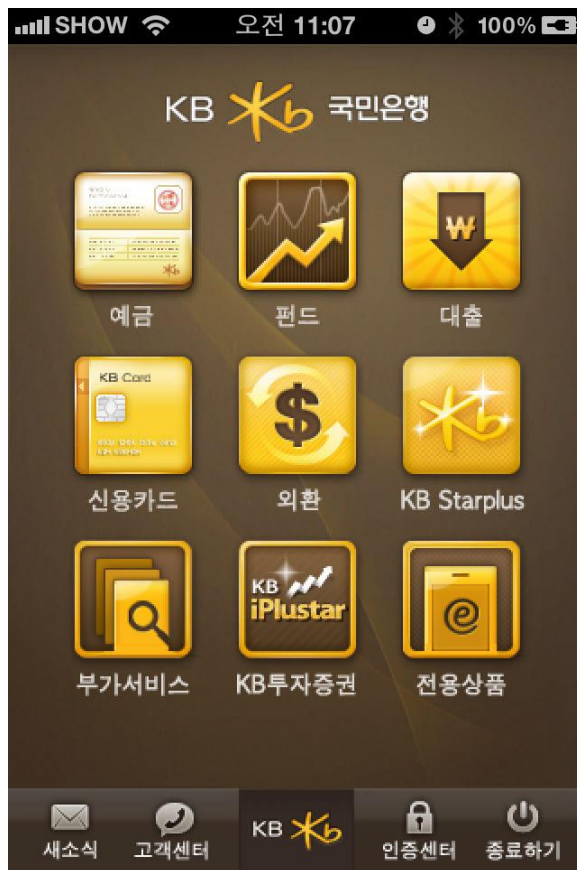 SHOW 오전 11:07 100%
KB Kb 국민은행
예금 펀드 대출
KB Card
신용카드 외환 KB Starplus
KB
iPlustar
부가서비스 KB투자증권 전용상품
KB Kb
새소식 고객센터 인증센터 종료하기